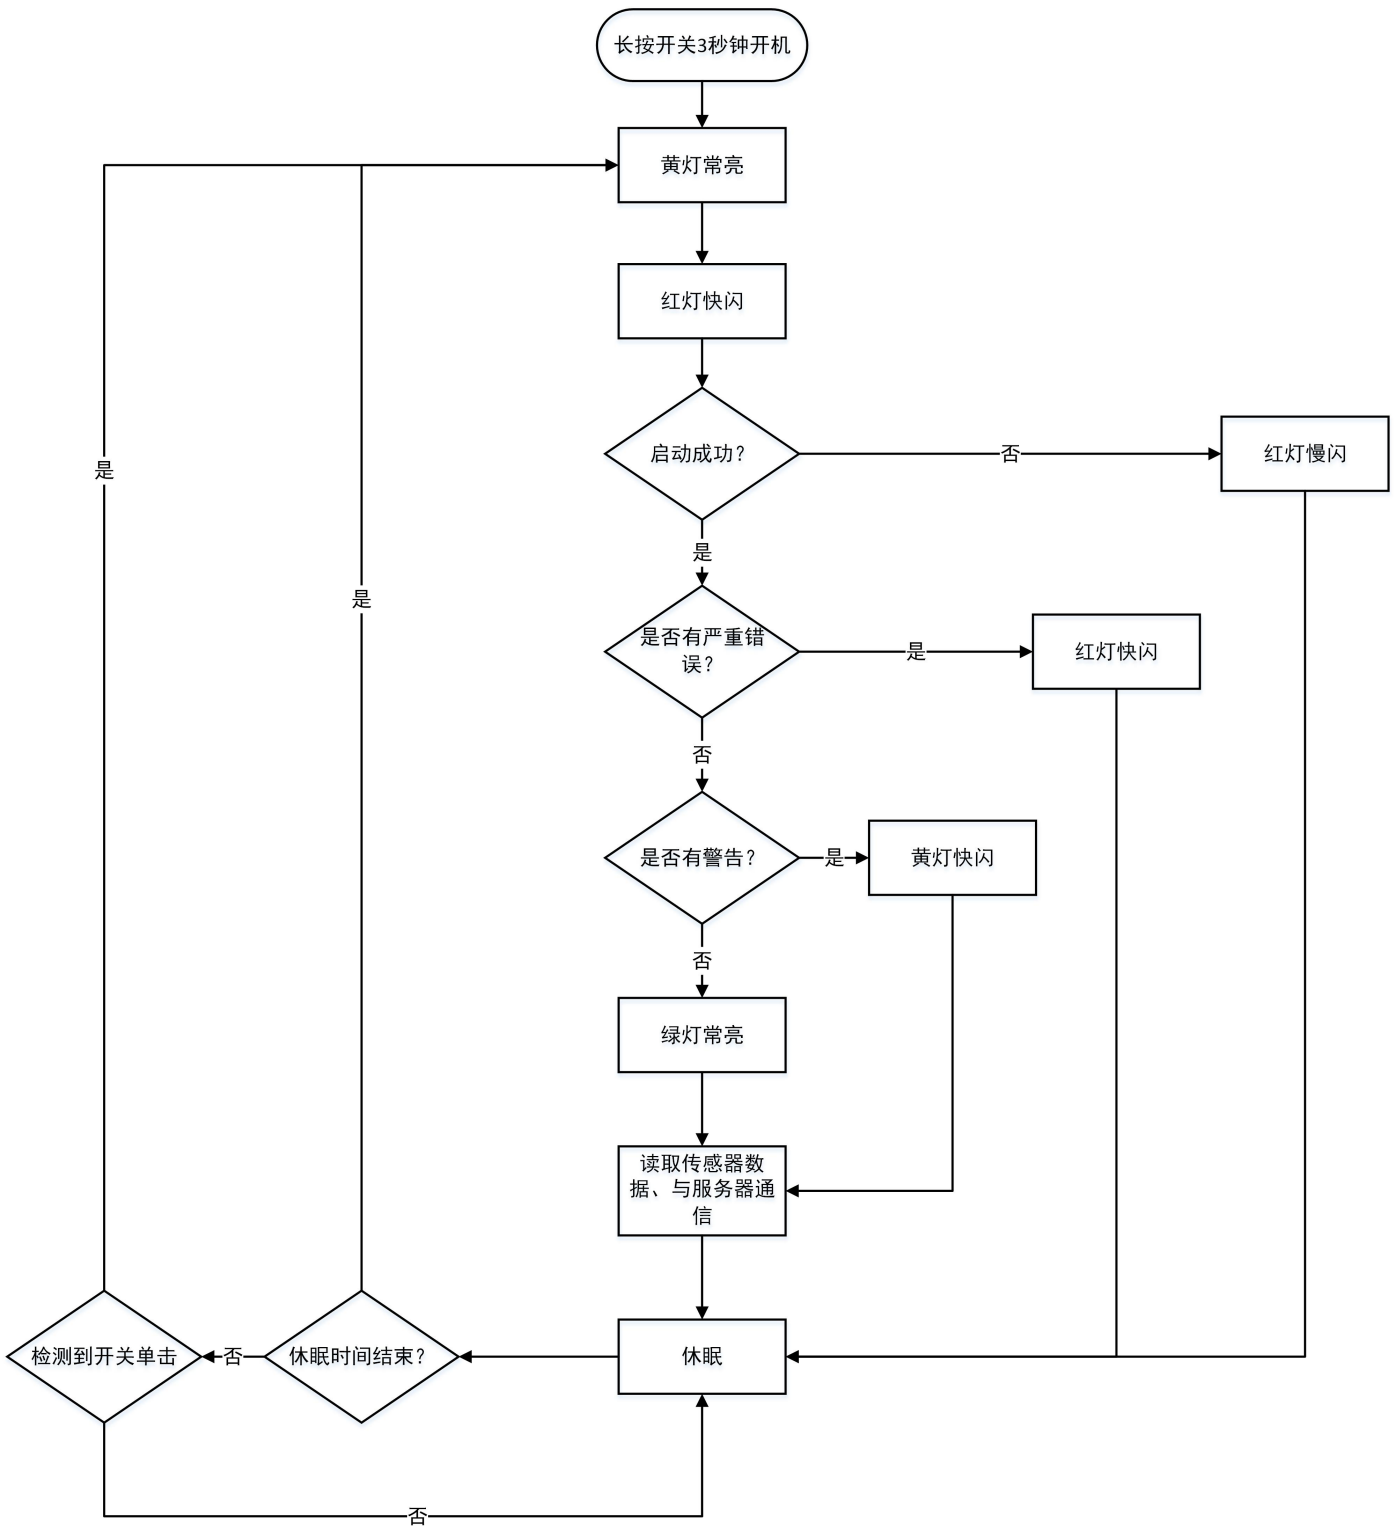 长按开关3秒钟开机
黄灯常亮
红灯快闪
启动成功?
否
红灯慢闪
是
是
是否有严重错
误?
是
红灯快闪
是
否
是否有警告?
是
黄灯快闪
否
绿灯常亮
读取传感器数
据、与服务器通
信
检测到开关单击
否
休眠时间结束?
休眠
否